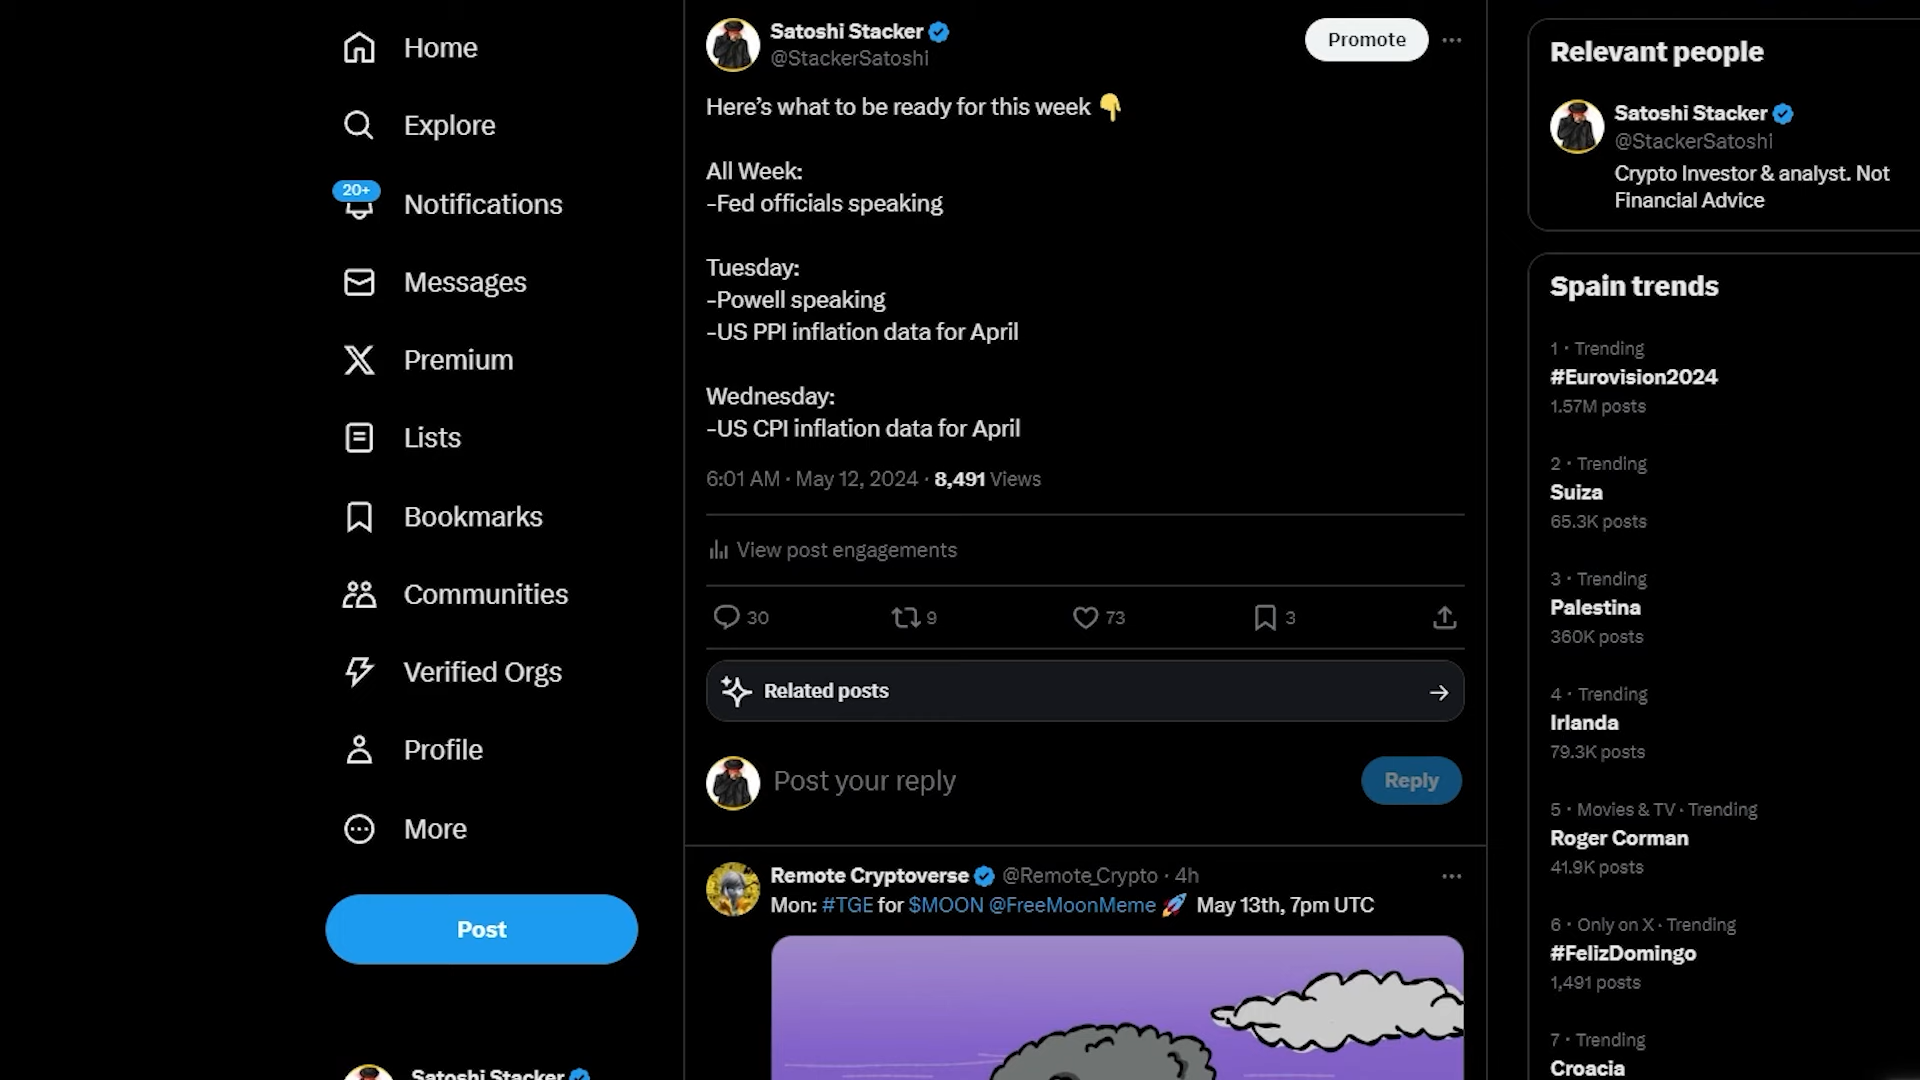 Home
Explore
20+
Notifications
Messages
Premium
Lists
Bookmarks
Communities
Verified Orgs
Profile
More
Post
Satoshi Stacker
Satoshi Stacker
@StackerSatoshi
Promote
Here’s what to be ready for this week
All Week:
-Fed officials speaking
Tuesday:
-Powell speaking
-US PPI inflation data for April
Wednesday:
-US CPI inflation data for April
6:01 AM · May 12, 2024 · 8,491 Views
View post engagements
30 9 73 3
Related posts
Post your reply
Reply
Remote Cryptoverse @Remote_Crypto · 4h
Mon: #TGE for $MOON @FreeMoonMeme 🚀 May 13th, 7pm UTC
Relevant people
Satoshi Stacker
@StackerSatoshi
Crypto Investor & analyst. Not
Financial Advice
Spain trends
1 · Trending
#Eurovision2024
1.57M posts
2 · Trending
Suiza
65.3K posts
3 · Trending
Palestina
360K posts
4 · Trending
Irlanda
79.3K posts
5 · Movies & TV · Trending
Roger Corman
41.9K posts
6 · Only on X · Trending
#FelizDomingo
1,491 posts
7 · Trending
Croacia